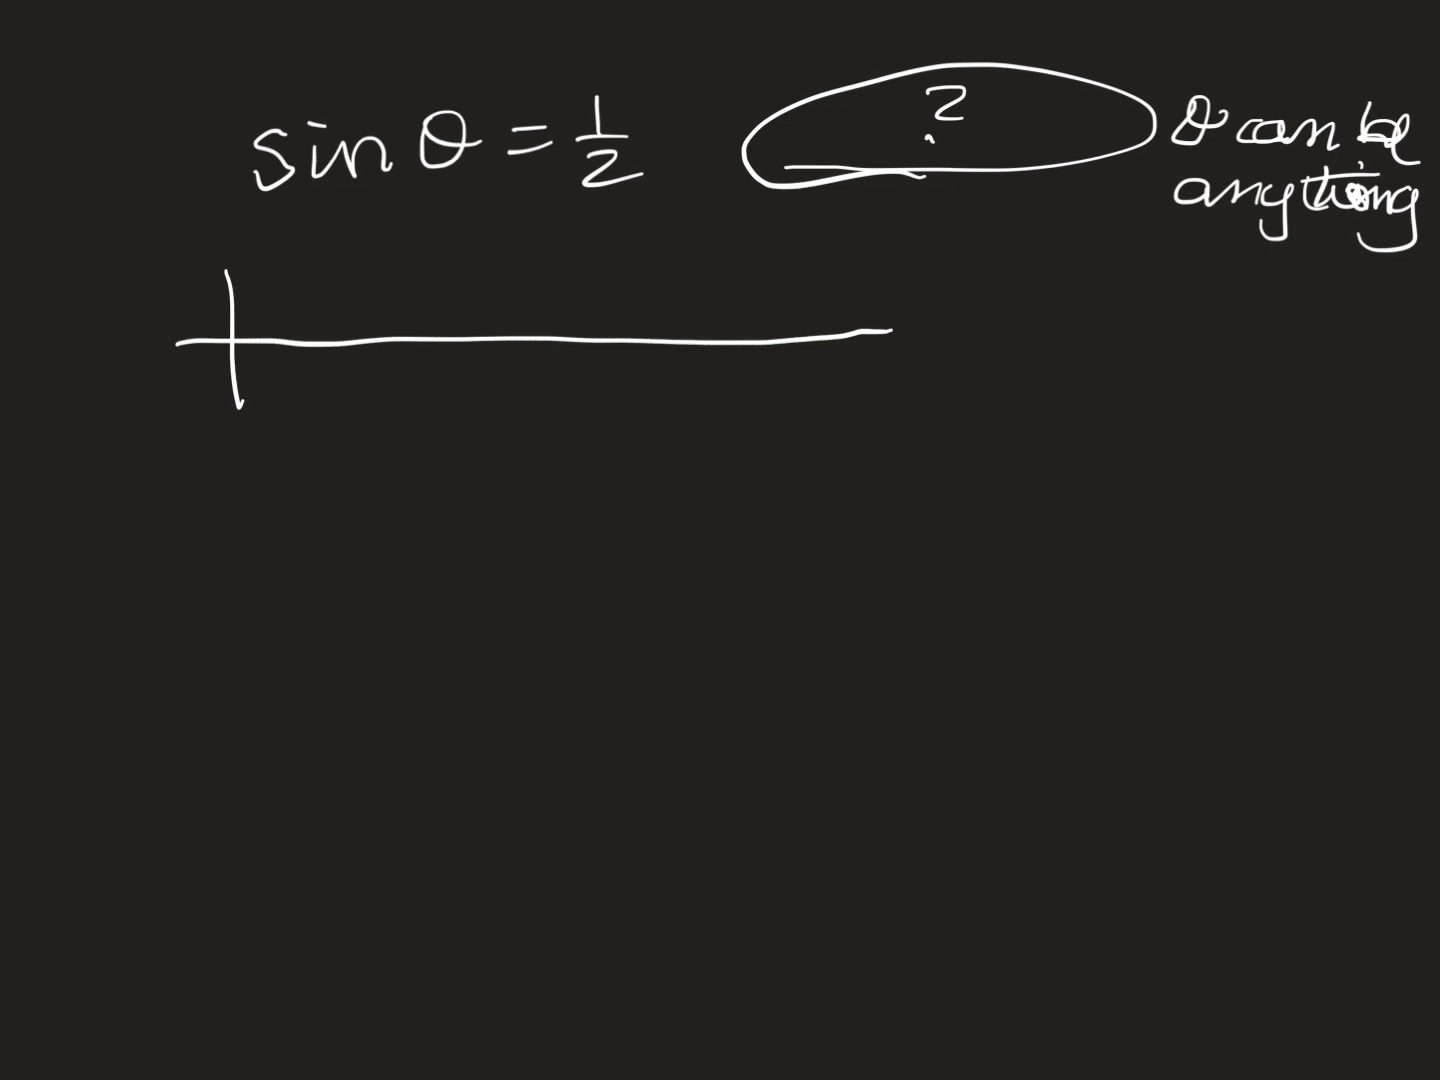 sin θ = 1/2 ? θ can be
anything